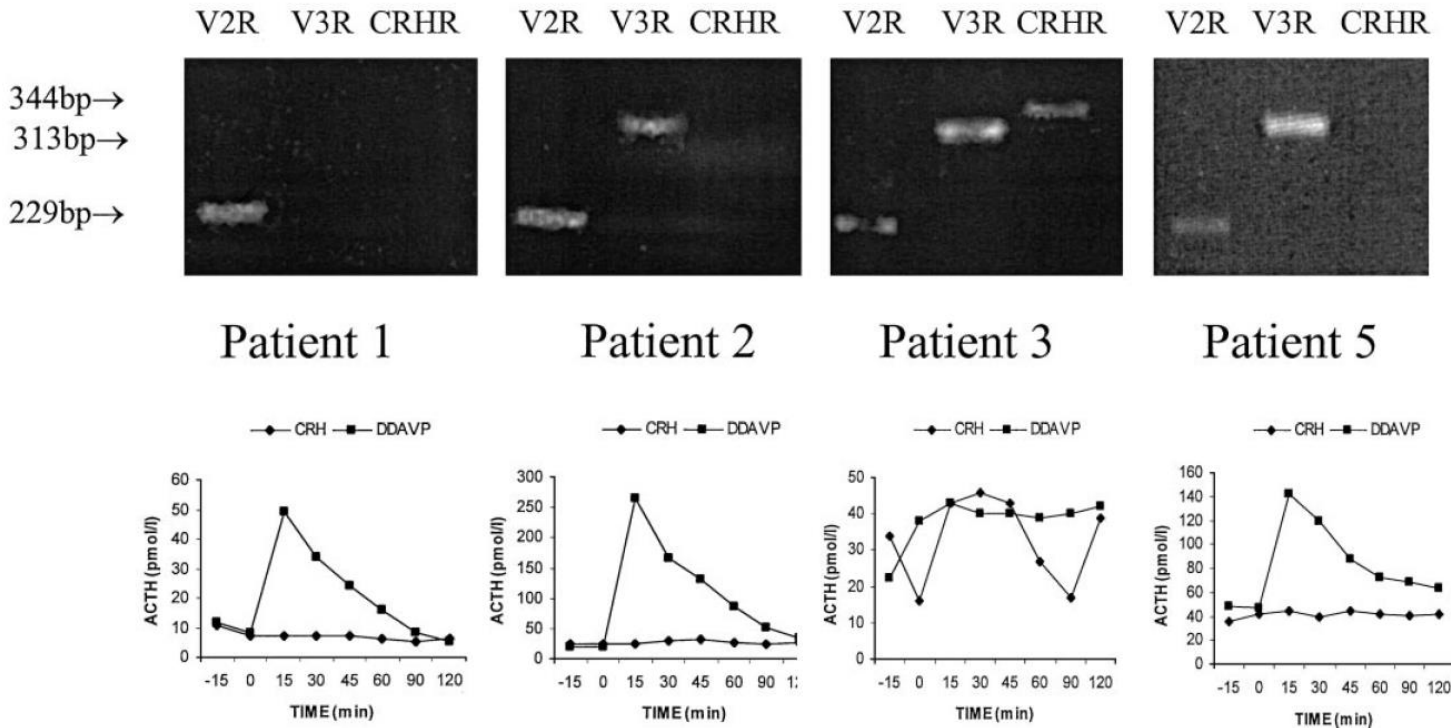 V2R V3R CRHR V2R V3R CRHR V2R V3R CRHR V2R V3R CRHR
344bp→
313bp→
229bp→
Patient 1 Patient 2 Patient 3 Patient 5
CRH DDAVP
60
50
40
30
20
10
0
ACTH (pmol/l)
-15 0 15 30 45 60 90 120
TIME (min)
CRH DDAVP
300
250
200
150
100
50
0
ACTH (pmol/l)
-15 0 15 30 45 60 90
TIME (min)
CRH DDAVP
50
40
30
20
10
0
ACTH (pmol/l)
-15 0 15 30 45 60 90 120
TIME (min)
CRH DDAVP
160
140
120
100
80
60
40
20
0
ACTH (pmol/l)
-15 0 15 30 45 60 90 120
TIME (min)